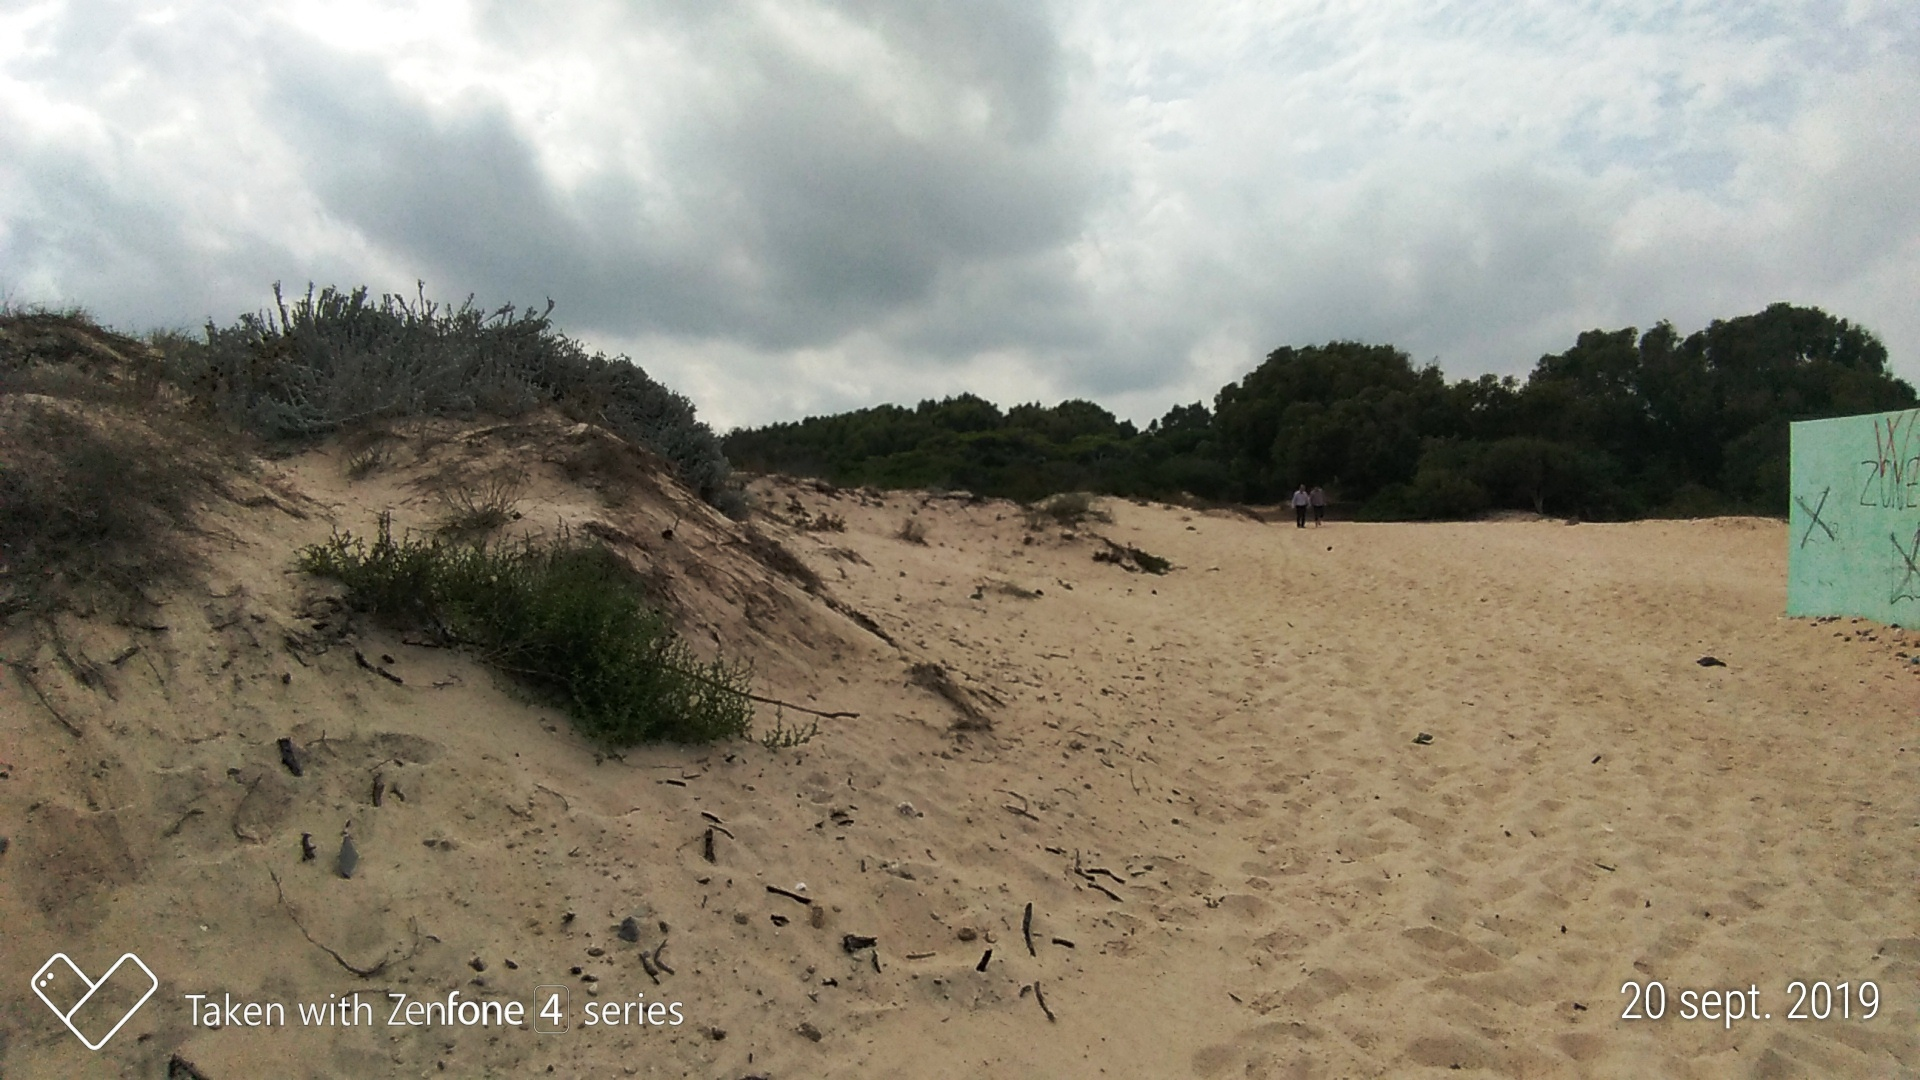 Taken with Zenfone 4 series
20 sept. 2019